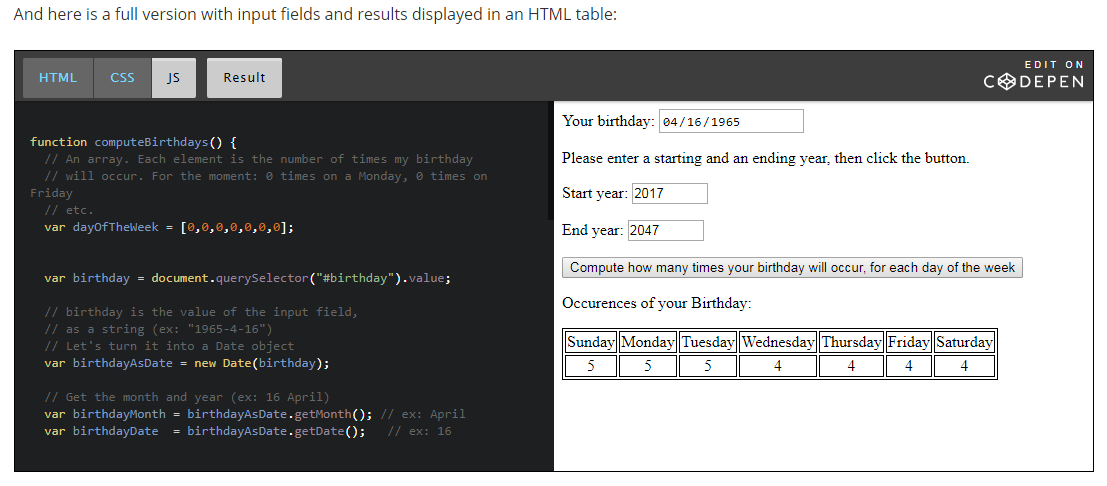 And here is a full version with input fields and results displayed in an HTML table:
HTML CSS JS Result
EDIT ON
CODEPEN
function computeBirthdays() {
// An array. Each element is the number of times my birthday
// will occur. For the moment: 0 times on a Monday, 0 times on
Friday
// etc.
var dayOfTheWeek = [0,0,0,0,0,0,0];
var birthday = document.querySelector("#birthday").value;
// birthday is the value of the input field,
// as a string (ex: "1965-4-16")
// Let's turn it into a Date object
var birthdayAsDate = new Date(birthday);
// Get the month and year (ex: 16 April)
var birthdayMonth = birthdayAsDate.getMonth(); // ex: April
var birthdayDate = birthdayAsDate.getDate(); // ex: 16
Your birthday: 04/16/1965
Please enter a starting and an ending year, then click the button.
Start year: 2017
End year: 2047
Compute how many times your birthday will occur, for each day of the week
Occurences of your Birthday:
Sunday Monday Tuesday Wednesday Thursday Friday Saturday
5 5 5 4 4 4 4